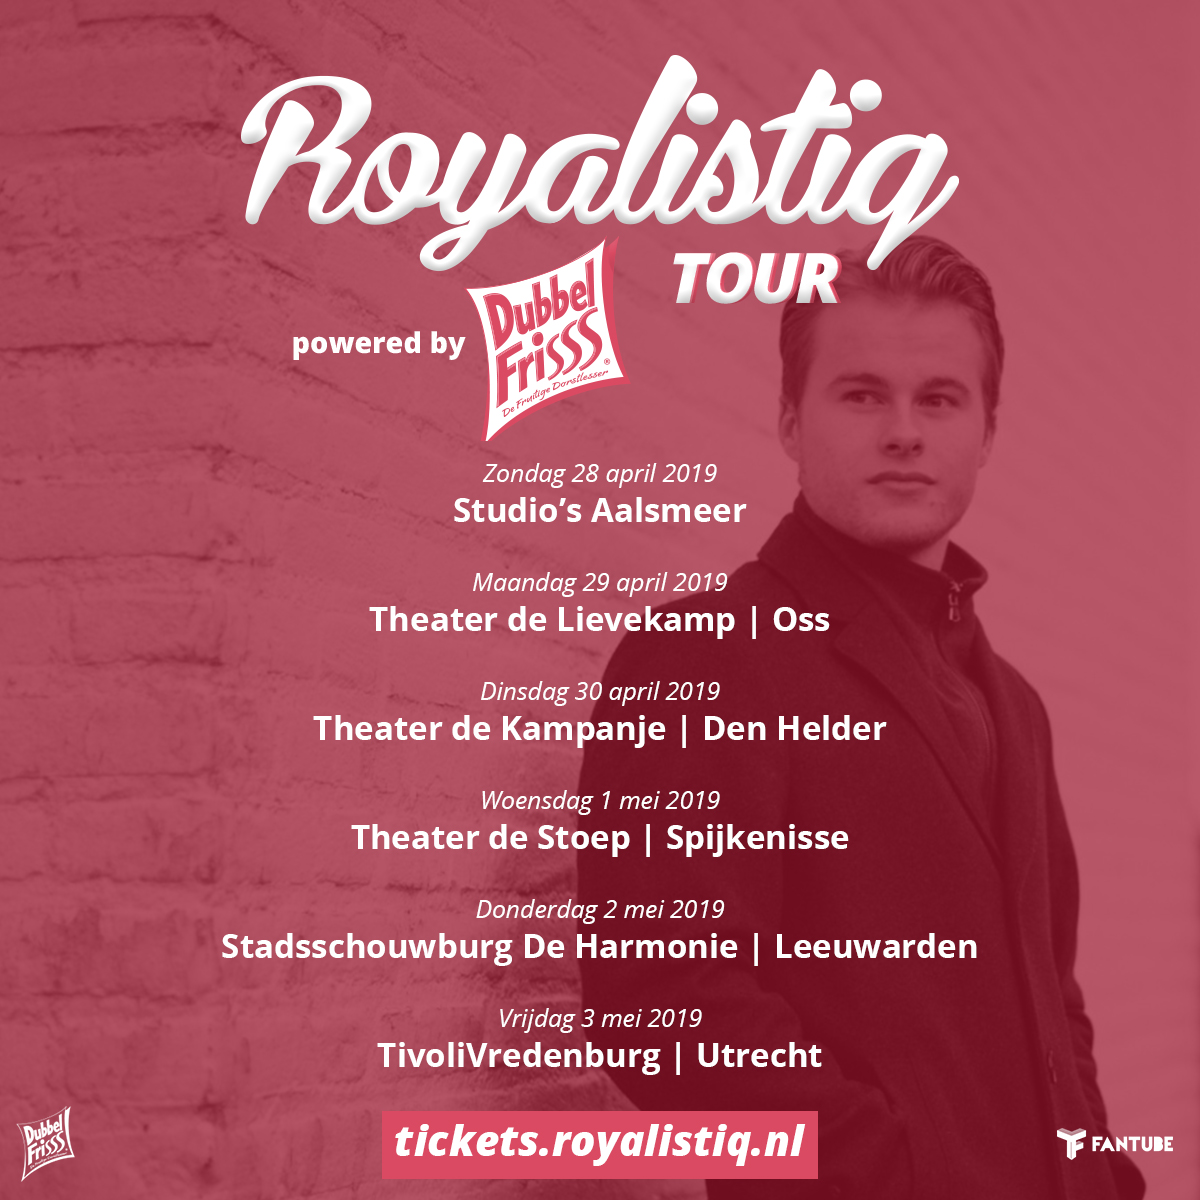 Royalistiq
TOUR
powered by
Dubbel
Frisss®
De Fruitige Dorstlesser
Zondag 28 april 2019
Studio’s Aalsmeer
Maandag 29 april 2019
Theater de Lievekamp | Oss
Dinsdag 30 april 2019
Theater de Kampanje | Den Helder
Woensdag 1 mei 2019
Theater de Stoep | Spijkenisse
Donderdag 2 mei 2019
Stadsschouwburg De Harmonie | Leeuwarden
Vrijdag 3 mei 2019
TivoliVredenburg | Utrecht
tickets.royalistiq.nl
Dubbel
Frisss
FANTUBE